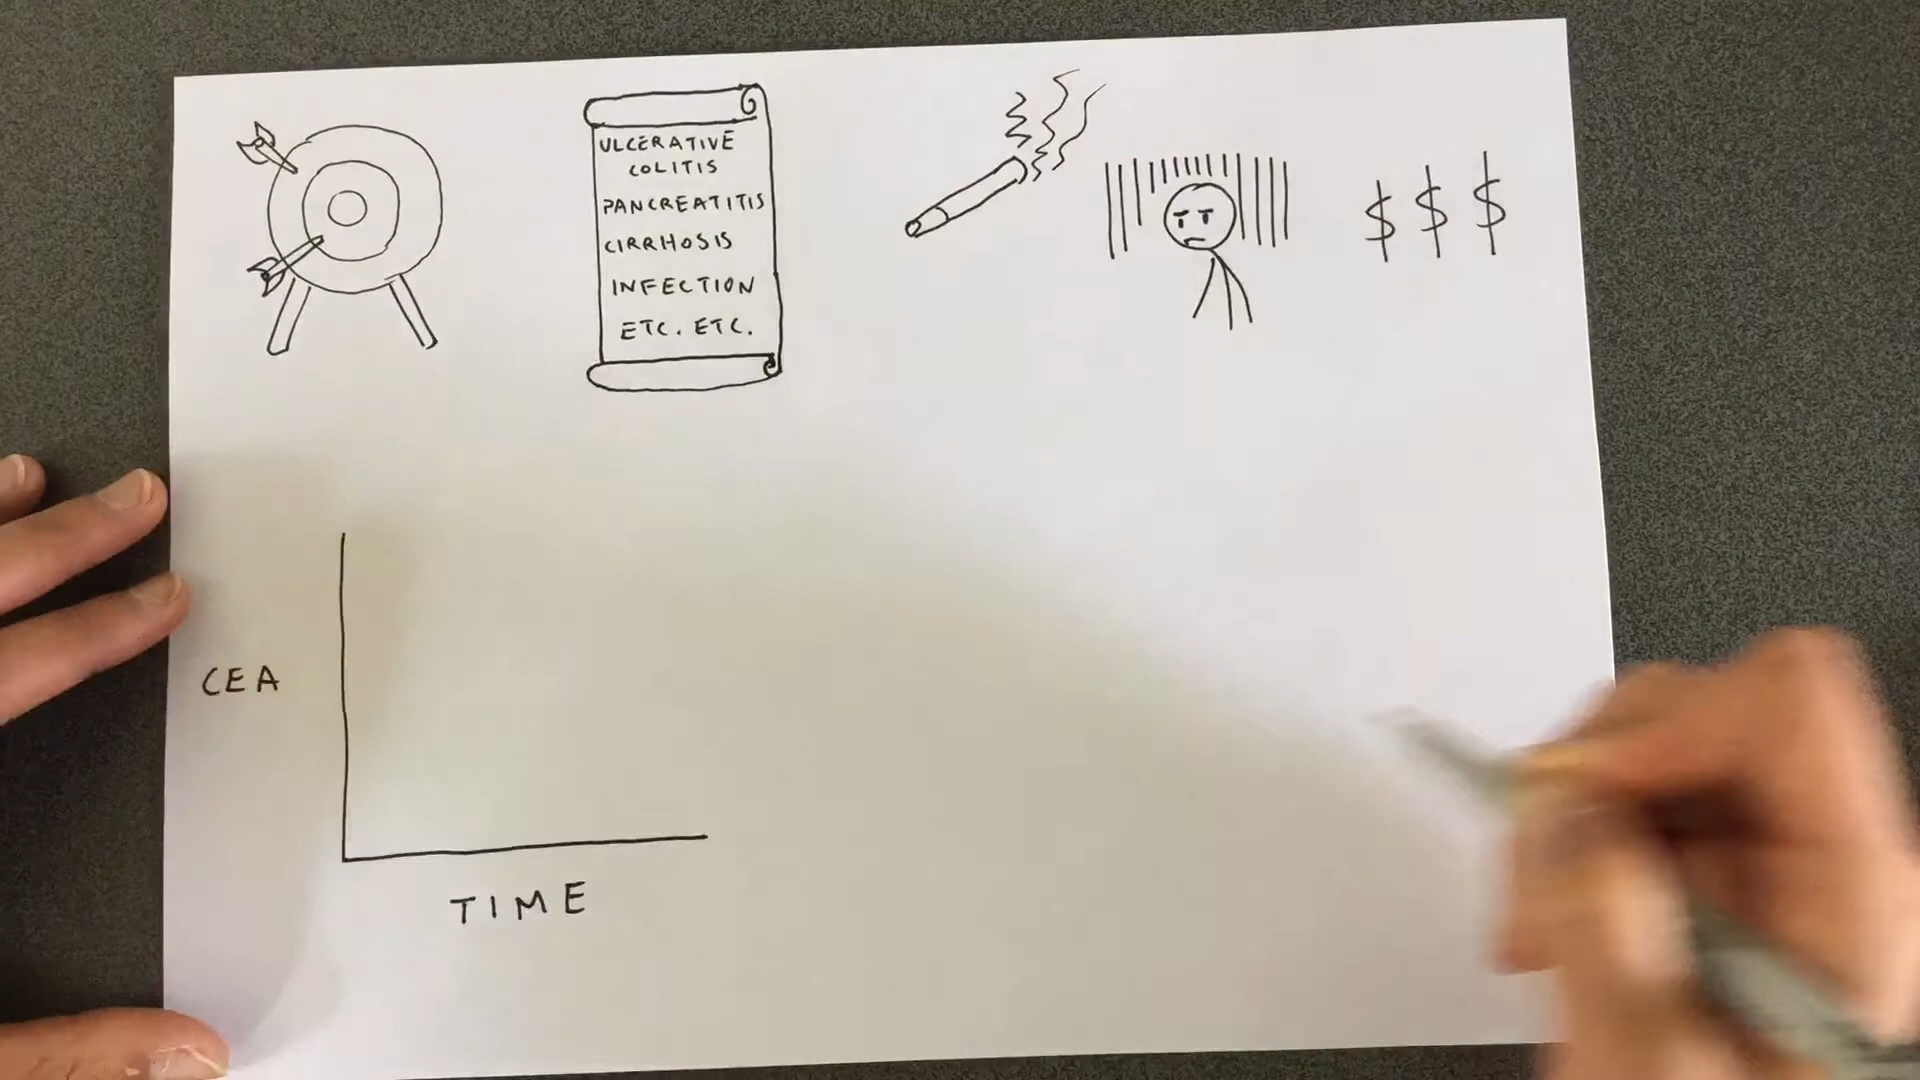 ULCERATIVE
COLITIS
PANCREATITIS
CIRRHOSIS
INFECTION
ETC. ETC.
$ $ $
CEA
TIME